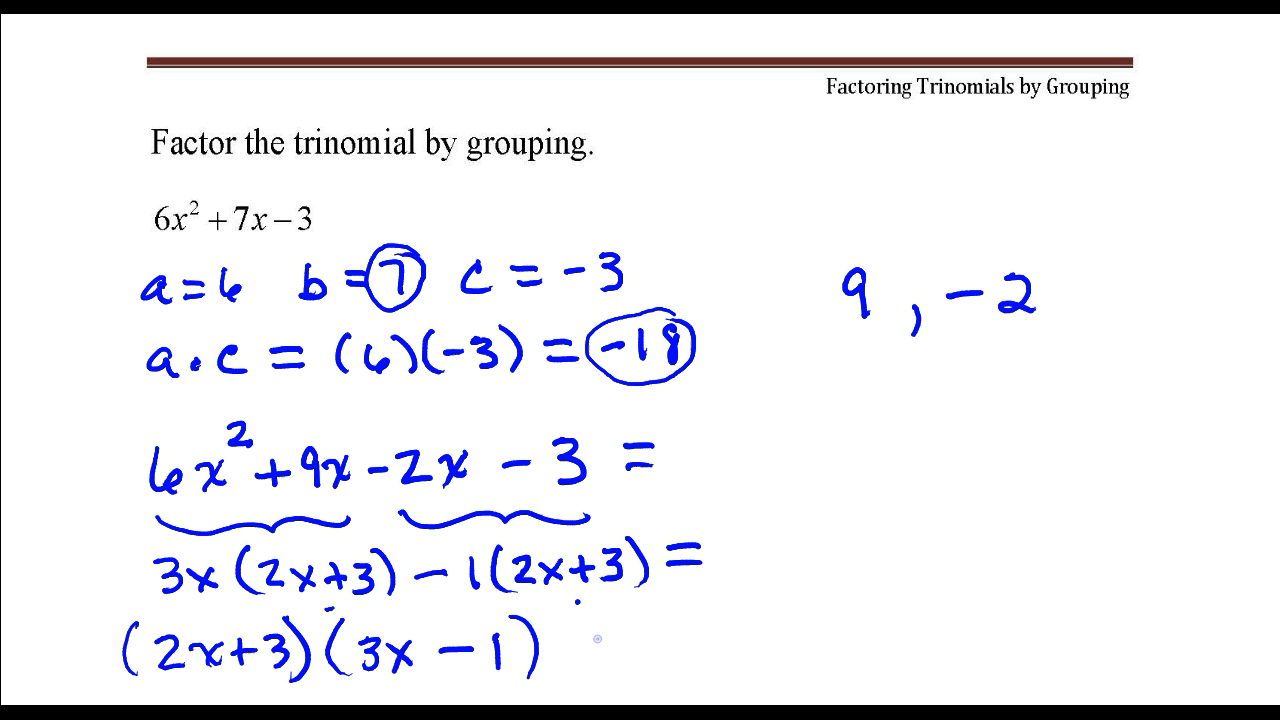 Factoring Trinomials by Grouping
Factor the trinomial by grouping.
6x² + 7x − 3
a = 6 b = 7 c = −3
9, −2
a · c = (6)(−3) = −18
6x² + 9x − 2x − 3 =
3x(2x+3) − 1(2x+3) =
(2x+3)(3x − 1)